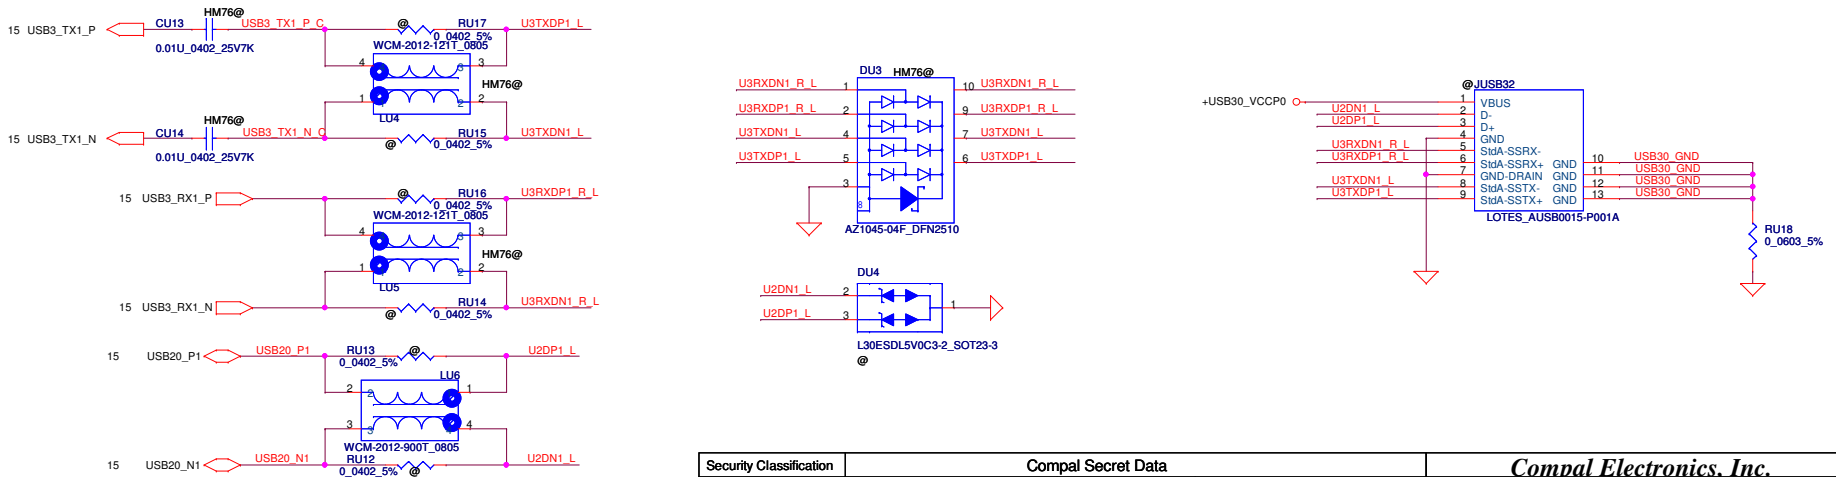 15 USB3_TX1_P CU13 HM76@ USB3_TX1_P_C @ RU17 U3TXDP1_L
0.01U_0402_25V7K 0_0402_5%
WCM-2012-121T_0805
4 3 3
HM76@
1 2 2
LU4
15 USB3_TX1_N CU14 HM76@ USB3_TX1_N_C @ RU15 U3TXDN1_L
0.01U_0402_25V7K 0_0402_5%
15 USB3_RX1_P @ RU16 U3RXDP1_R_L
0_0402_5%
WCM-2012-121T_0805
4 3 3
HM76@
1 2 2
LU5
15 USB3_RX1_N @ RU14 U3RXDN1_R_L
0_0402_5%
15 USB20_P1 USB20_P1 RU13 @ U2DP1_L
0_0402_5%
LU6
2 2 1
3 3 4
WCM-2012-900T_0805
15 USB20_N1 USB20_N1 RU12 @ U2DN1_L
0_0402_5%
DU3 HM76@
U3RXDN1_R_L 1 10 U3RXDN1_R_L
U3RXDP1_R_L 2 9 U3RXDP1_R_L
U3TXDN1_L 4 7 U3TXDN1_L
U3TXDP1_L 5 6 U3TXDP1_L
3
8
AZ1045-04F_DFN2510
DU4
U2DN1_L 2 1
U2DP1_L 3
L30ESDL5V0C3-2_SOT23-3
@
@JUSB32
+USB30_VCCP0 1 VBUS
U2DN1_L 2 D-
U2DP1_L 3 D+
4 GND
U3RXDN1_R_L 5 StdA-SSRX-
U3RXDP1_R_L 6 StdA-SSRX+ GND 10 USB30_GND
7 GND-DRAIN GND 11 USB30_GND
U3TXDN1_L 8 StdA-SSTX- GND 12 USB30_GND
U3TXDP1_L 9 StdA-SSTX+ GND 13 USB30_GND
LOTES_AUSB0015-P001A
RU18
0_0603_5%
Security Classification Compal Secret Data Compal Electronics, Inc.